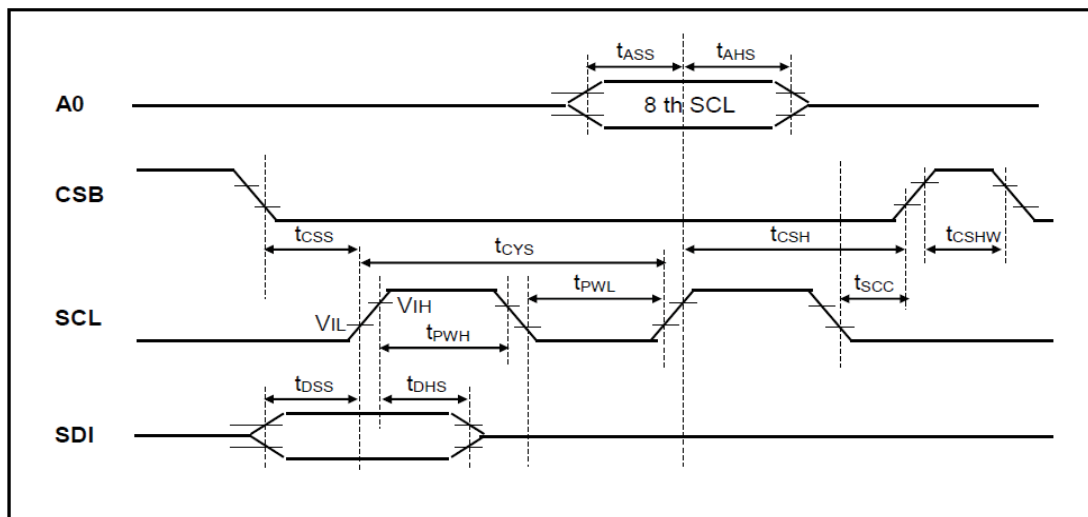 tASS tAHS
A0 8 th SCL
CSB
tCSS tCYS tCSH tCSHW
tPWL tSCC
SCL VIL VIH
tPWH
tDSS tDHS
SDI